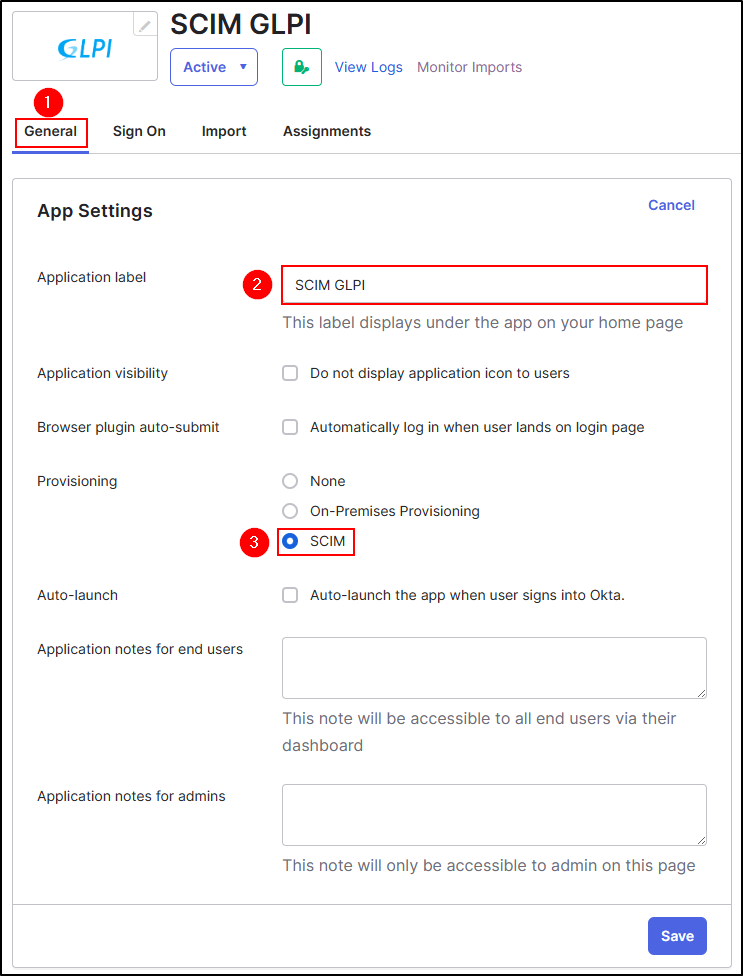 SCIM GLPI
GLPI
Active
View Logs
Monitor Imports
1
General
Sign On
Import
Assignments
App Settings
Cancel
Application label
2
SCIM GLPI
This label displays under the app on your home page
Application visibility
Do not display application icon to users
Browser plugin auto-submit
Automatically log in when user lands on login page
Provisioning
None
On-Premises Provisioning
3
SCIM
Auto-launch
Auto-launch the app when user signs into Okta.
Application notes for end users
This note will be accessible to all end users via their
dashboard
Application notes for admins
This note will only be accessible to admin on this page
Save